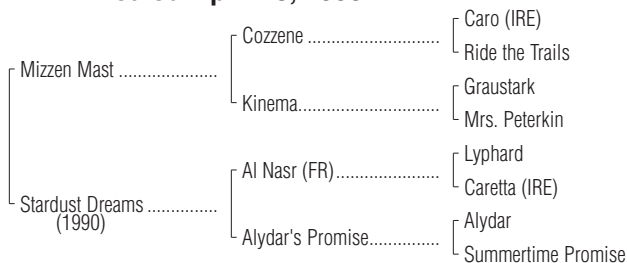 Cozzene ............................
Caro (IRE)
Ride the Trails
Mizzen Mast .....................
Kinema..............................
Graustark
Mrs. Peterkin
Al Nasr (FR)......................
Lyphard
Caretta (IRE)
Stardust Dreams ...............
(1990)
Alydar's Promise...............
Alydar
Summertime Promise